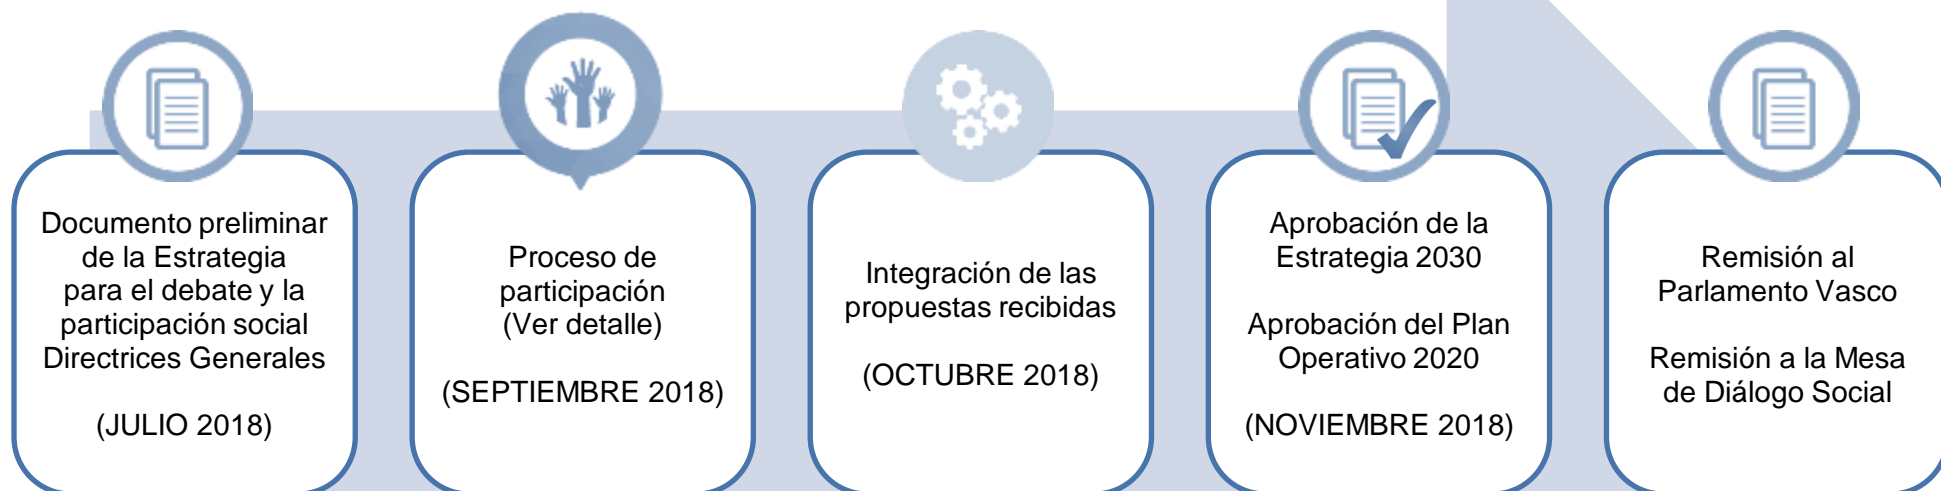 Documento preliminar
de la Estrategia
para el debate y la
participación social
Directrices Generales
(JULIO 2018)
Proceso de
participación
(Ver detalle)
(SEPTIEMBRE 2018)
Integración de las
propuestas recibidas
(OCTUBRE 2018)
Aprobación de la
Estrategia 2030
Aprobación del Plan
Operativo 2020
(NOVIEMBRE 2018)
Remisión al
Parlamento Vasco
Remisión a la Mesa
de Diálogo Social